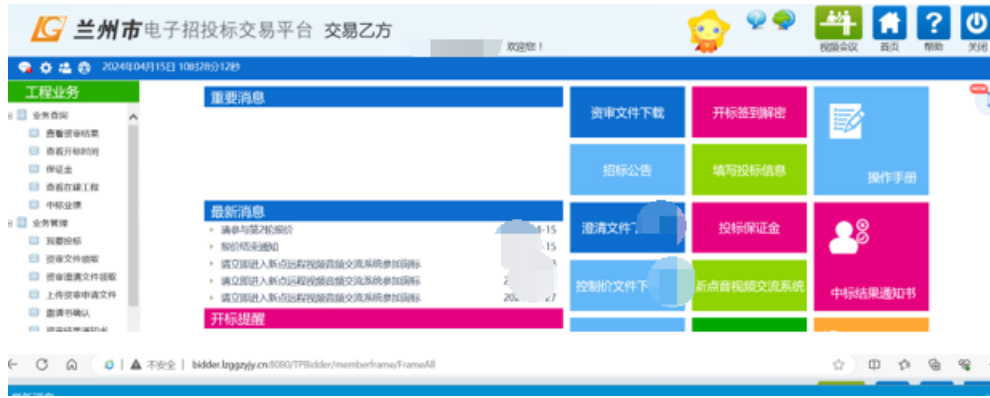 兰州市电子招投标交易平台 交易乙方
欢迎您！
视频会议 首页 帮助 关闭
2024年04月15日 10时28分12秒
工程业务
业务查询
查看资审结果
查看开标时间
保证金
查看在建工程
中标业绩
业务管理
我要投标
资审文件领取
资审澄清文件领取
上传资审申请文件
邀请书确认
重要消息
最新消息
请参与第2轮报价
-15
报价结束通知
-15
请立即进入新点远程视频音频交流系统参加询标
请立即进入新点远程视频音频交流系统参加询标
请立即进入新点远程视频音频交流系统参加询标
开标提醒
资审文件下载 开标签到解密
招标公告 填写投标信息 操作手册
澄清文件下 投标保证金
控制价文件下 新点音视频交流系统 中标结果通知书
不安全 bidder.lzggzyjy.cn:8080/TPBidder/memberframe/FrameAll